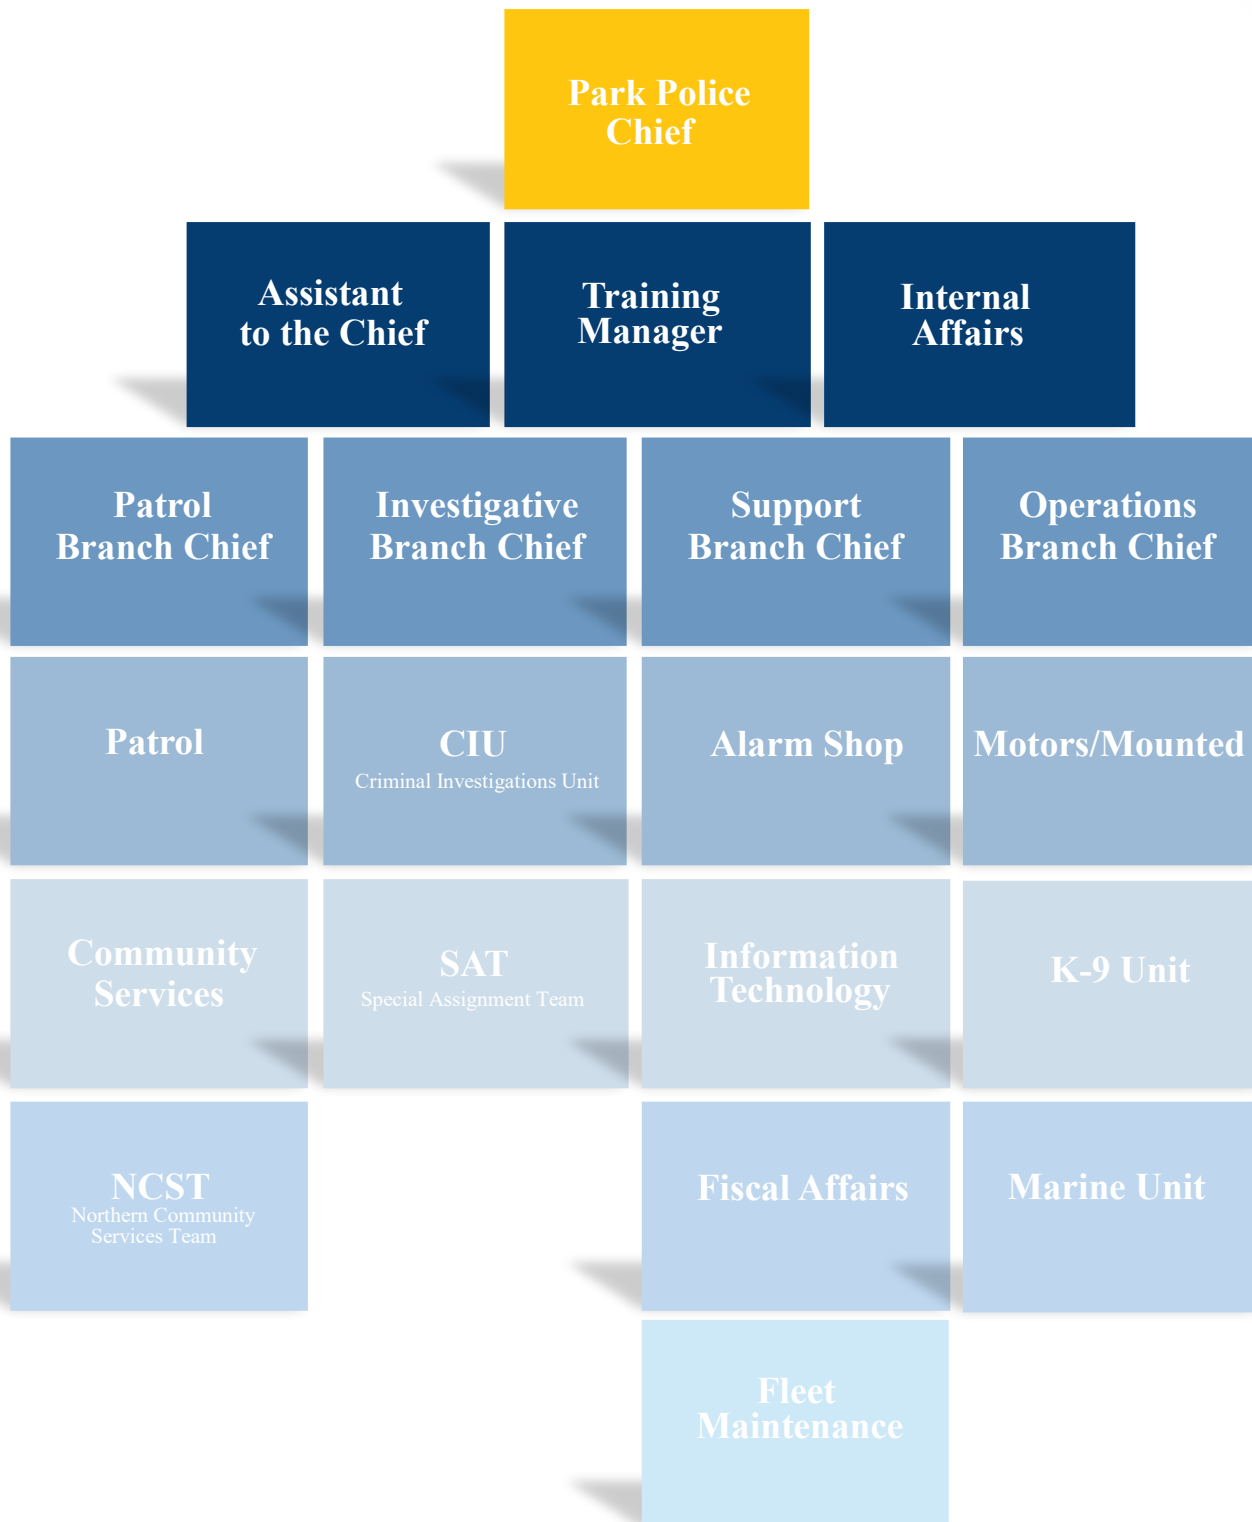 Park Police
Chief
Assistant
to the Chief
Training
Manager
Internal
Affairs
Patrol
Branch Chief
Investigative
Branch Chief
Support
Branch Chief
Operations
Branch Chief
Patrol
CIU
Criminal Investigations Unit
Alarm Shop
Motors/Mounted
Community
Services
SAT
Special Assignment Team
Information
Technology
K-9 Unit
NCST
Northern Community
Services Team
Fiscal Affairs
Marine Unit
Fleet
Maintenance